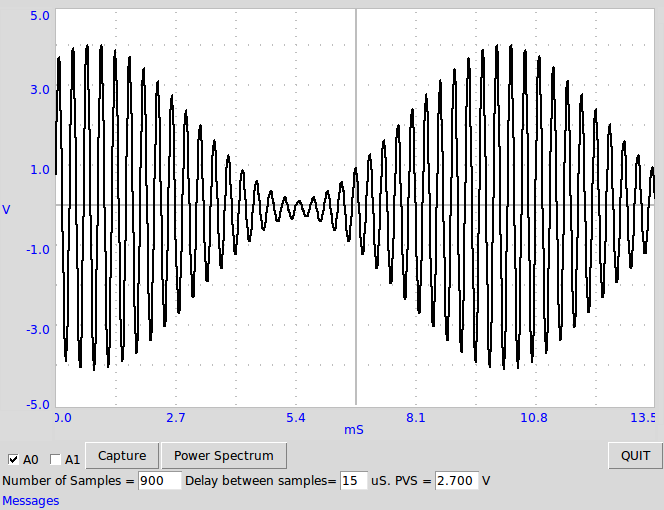 5.0
3.0
1.0
V
-1.0
-3.0
-5.0
0.0 2.7 5.4 8.1 10.8 13.5
mS
A0 A1 Capture Power Spectrum QUIT
Number of Samples = 900 Delay between samples= 15 uS. PVS = 2.700 V
Messages